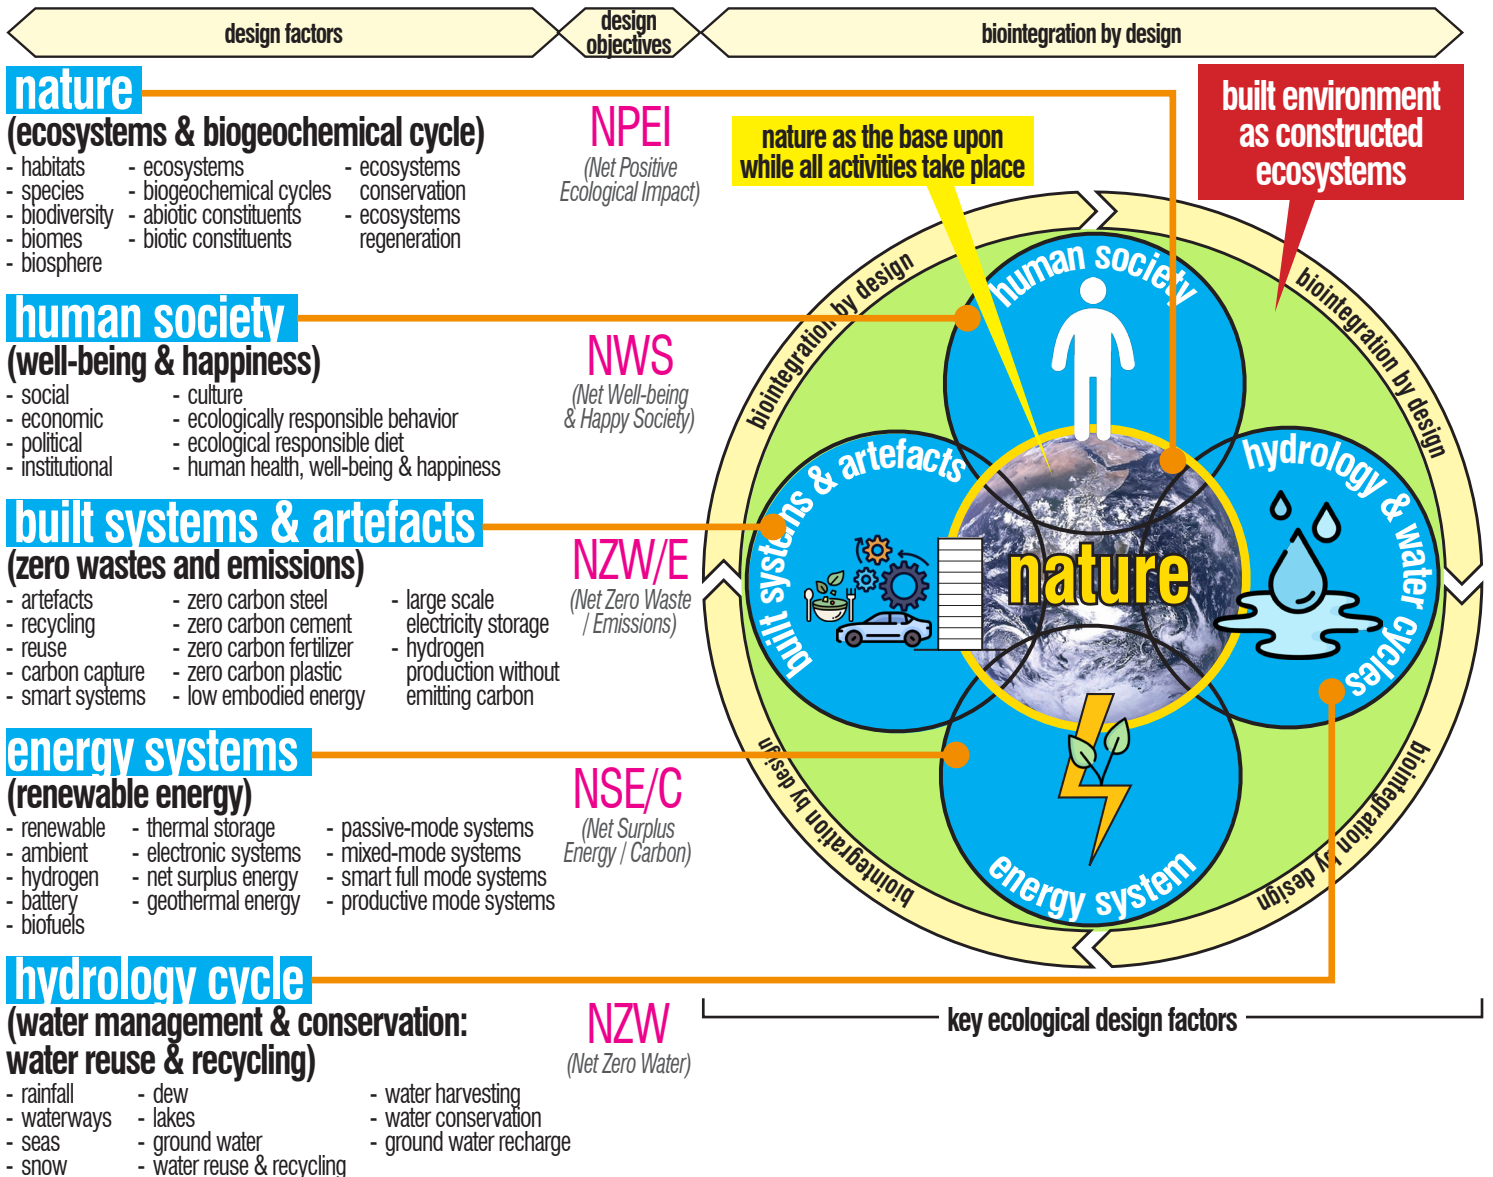 design factors
design
objectives
biointegration by design
nature
(ecosystems & biogeochemical cycle)
- habitats
- species
- biodiversity
- biomes
- biosphere
- ecosystems
- biogeochemical cycles
- abiotic constituents
- biotic constituents
- ecosystems
conservation
- ecosystems
regeneration
NPEI
(Net Positive
Ecological Impact)
human society
(well-being & happiness)
- social
- economic
- political
- institutional
- culture
- ecologically responsible behavior
- ecological responsible diet
- human health, well-being & happiness
NWS
(Net Well-being
& Happy Society)
built systems & artefacts
(zero wastes and emissions)
- artefacts
- recycling
- reuse
- carbon capture
- smart systems
- zero carbon steel
- zero carbon cement
- zero carbon fertilizer
- zero carbon plastic
- low embodied energy
- large scale
electricity storage
- hydrogen
production without
emitting carbon
NZW/E
(Net Zero Waste
/ Emissions)
energy systems
(renewable energy)
- renewable
- ambient
- hydrogen
- battery
- biofuels
- thermal storage
- electronic systems
- net surplus energy
- geothermal energy
- passive-mode systems
- mixed-mode systems
- smart full mode systems
- productive mode systems
NSE/C
(Net Surplus
Energy / Carbon)
hydrology cycle
(water management & conservation:
water reuse & recycling)
- rainfall
- waterways
- seas
- snow
- dew
- lakes
- ground water
- water reuse & recycling
- water harvesting
- water conservation
- ground water recharge
NZW
(Net Zero Water)
nature as the base upon
while all activities take place
built environment
as constructed
ecosystems
biointegration by design
biointegration by design
human society
built systems & artefacts
hydrology & water cycles
nature
energy system
biointegration by design
biointegration by design
key ecological design factors